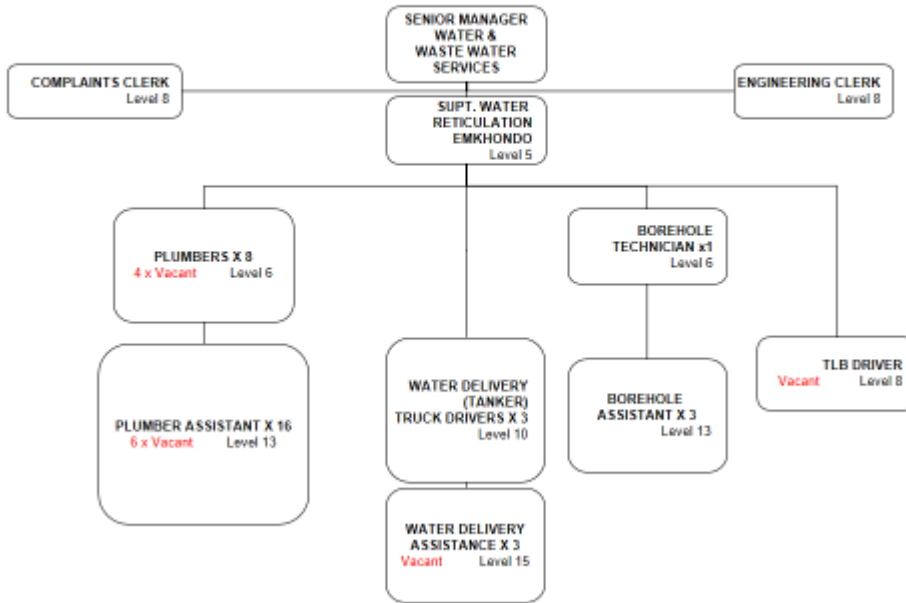 SENIOR MANAGER
WATER &
WASTE WATER
SERVICES
COMPLAINTS CLERK
Level 8
ENGINEERING CLERK
Level 8
SUPT. WATER
RETICULATION
EMKHONDO
Level 5
PLUMBERS X 8
4 x Vacant Level 6
BOREHOLE
TECHNICIAN x1
Level 6
PLUMBER ASSISTANT X 16
6 x Vacant Level 13
WATER DELIVERY
(TANKER)
TRUCK DRIVERS X 3
Level 10
BOREHOLE
ASSISTANT X 3
Level 13
TLB DRIVER
Vacant Level 8
WATER DELIVERY
ASSISTANCE X 3
Vacant Level 15